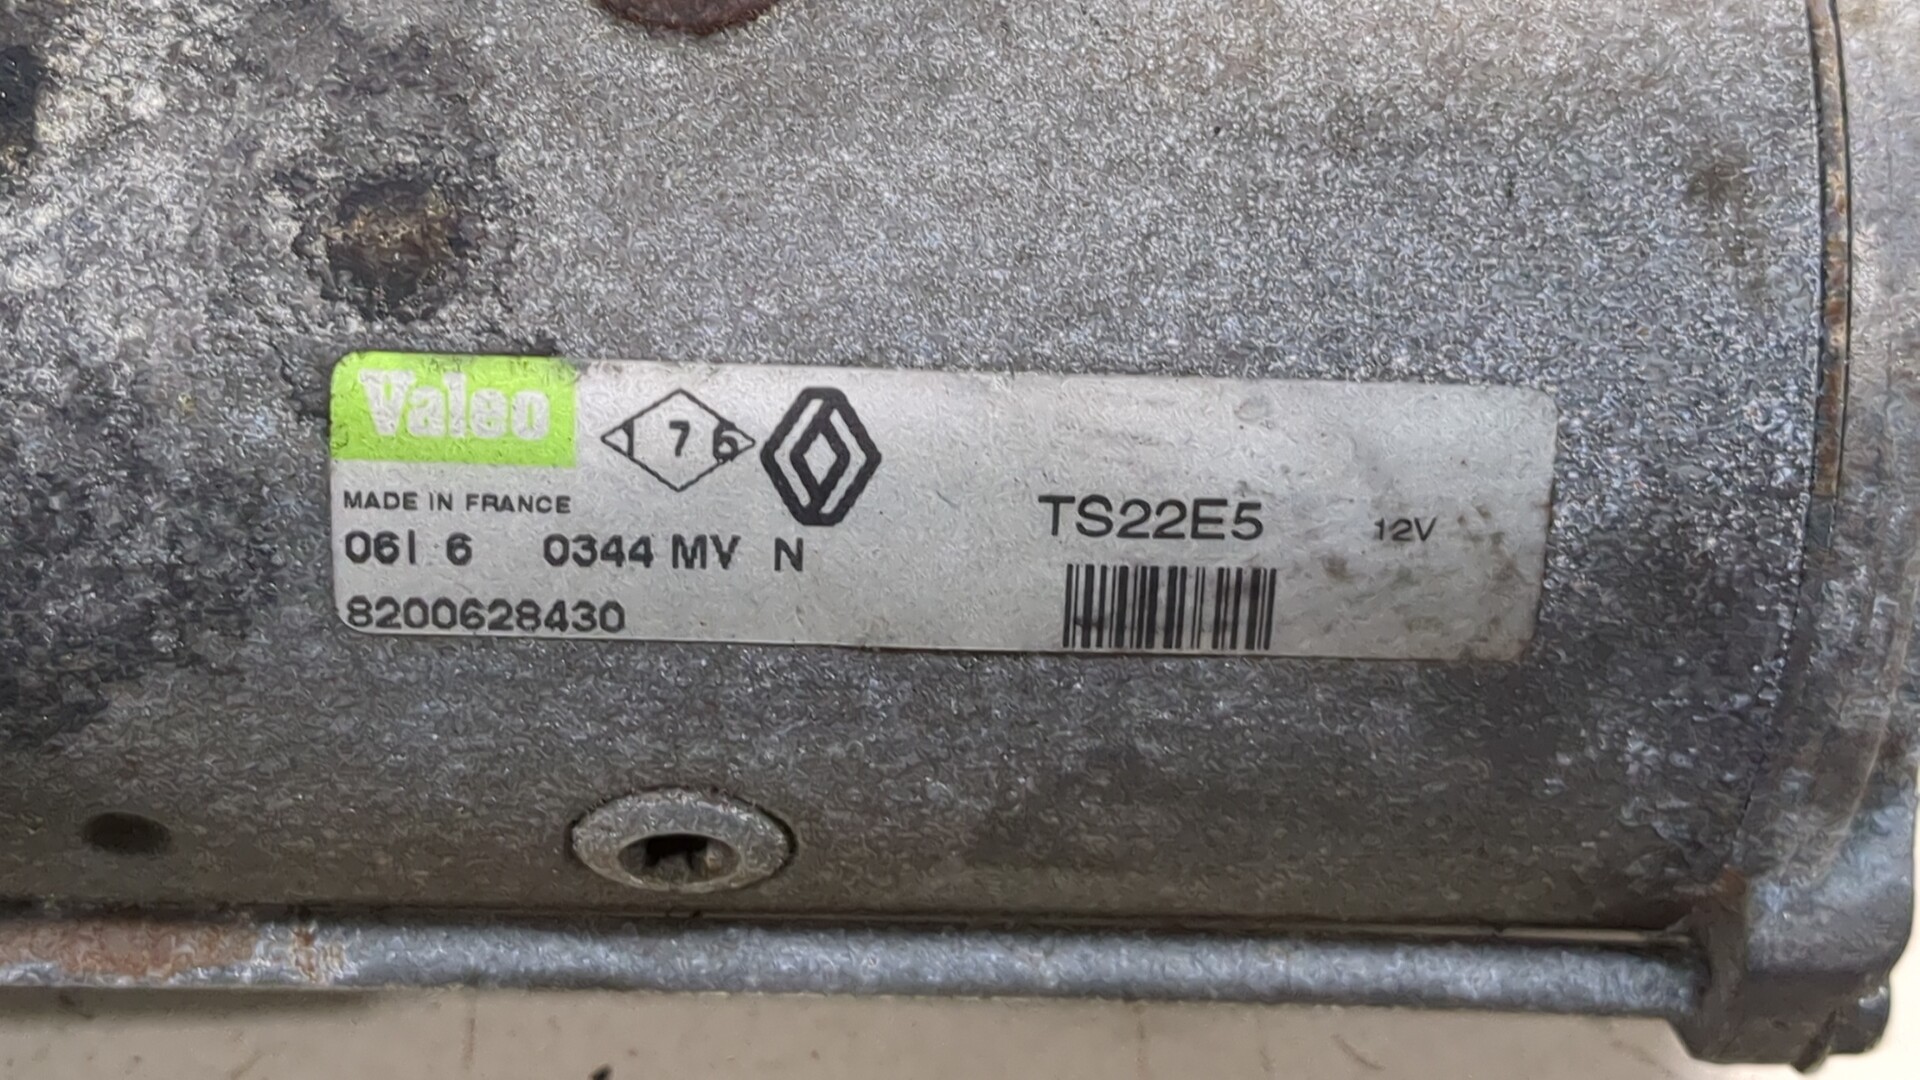 Valeo
1 7 6
MADE IN FRANCE
06I 6 0344 MV N
8200628430
TS22E5 12V